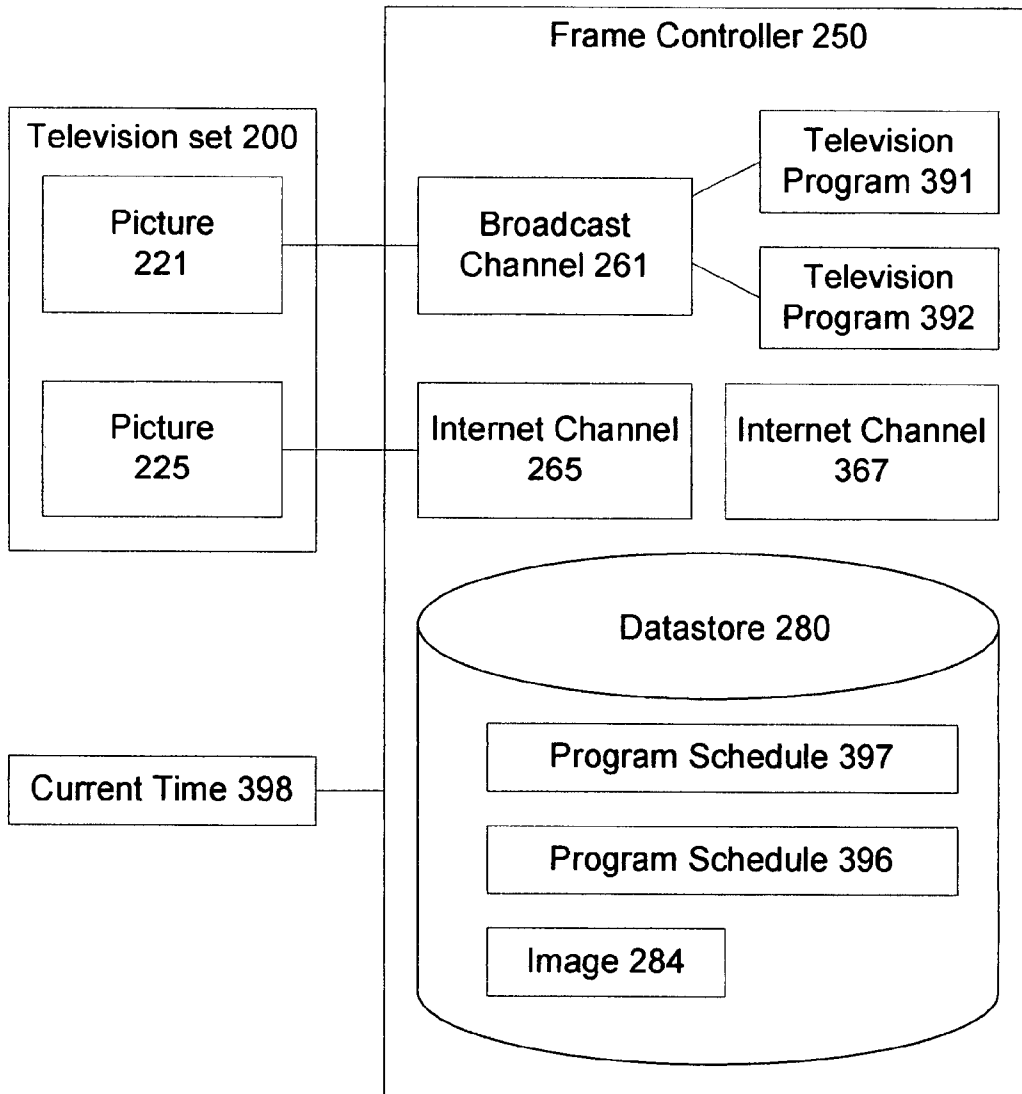 Frame Controller 250
Television set 200
Picture
221
Broadcast
Channel 261
Television
Program 391
Television
Program 392
Picture
225
Internet Channel
265
Internet Channel
367
Datastore 280
Program Schedule 397
Current Time 398
Program Schedule 396
Image 284